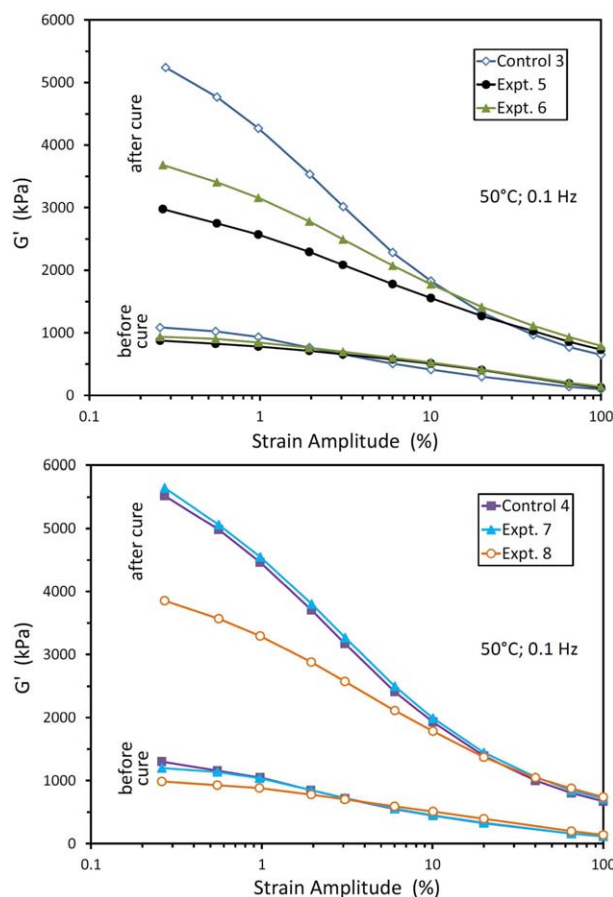 6000
5000
4000
3000
2000
1000
0
G' (kPa)
after cure
before
cure
Control 3
Expt. 5
Expt. 6
50°C; 0.1 Hz
0.1
1
10
100
Strain Amplitude (%)
6000
5000
4000
3000
2000
1000
0
G' (kPa)
after cure
before
cure
Control 4
Expt. 7
Expt. 8
50°C; 0.1 Hz
0.1
1
10
100
Strain Amplitude (%)